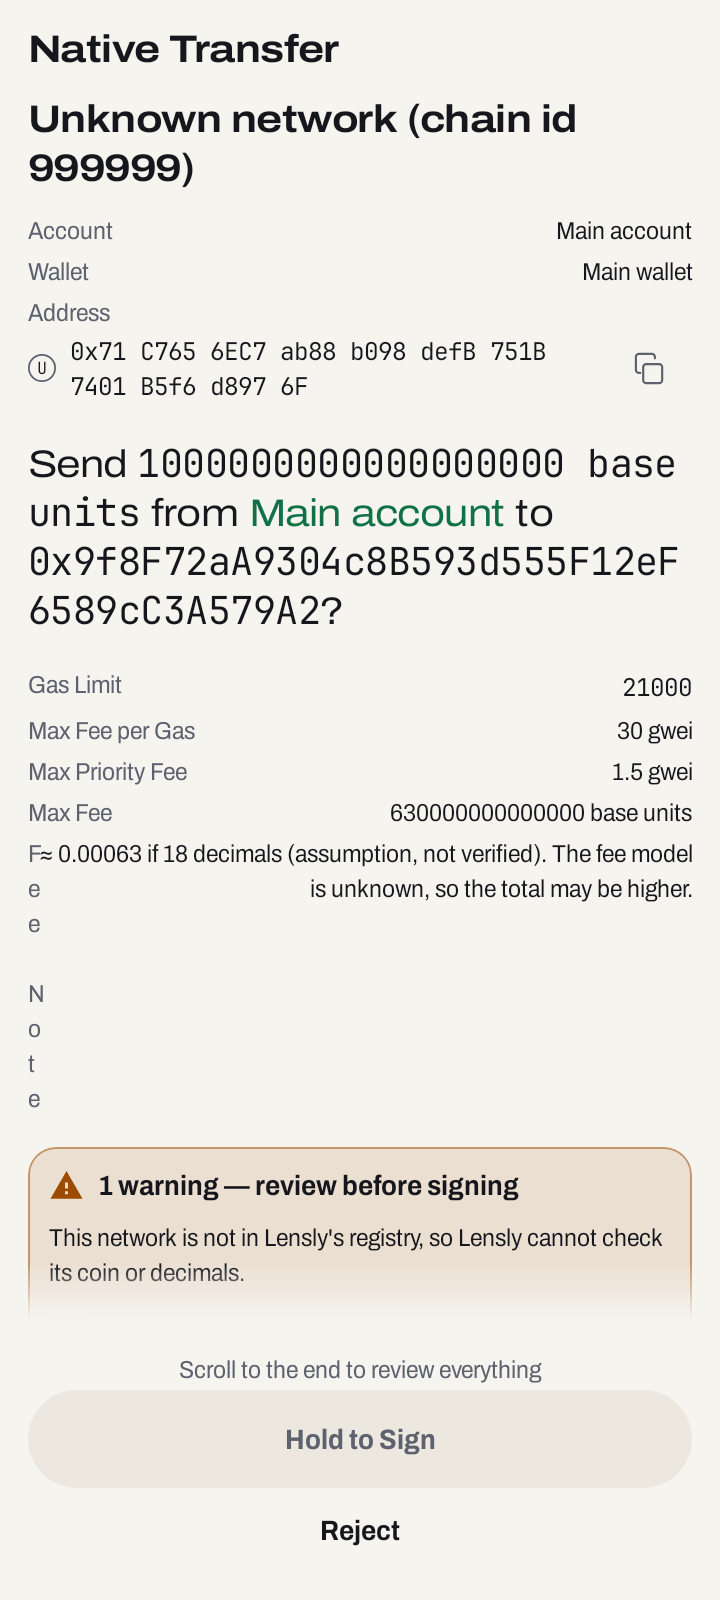 Native Transfer
Unknown network (chain id
999999)
Account Main account
Wallet Main wallet
Address
U 0x71 C765 6EC7 ab88 b098 defB 751B
7401 B5f6 d897 6F
Send 1000000000000000000 base
units from Main account to
0x9f8F72aA9304c8B593d555F12eF
6589cC3A579A2?
Gas Limit 21000
Max Fee per Gas 30 gwei
Max Priority Fee 1.5 gwei
Max Fee 630000000000000 base units
F ≈ 0.00063 if 18 decimals (assumption, not verified). The fee model
e is unknown, so the total may be higher.
e
N
o
t
e
1 warning — review before signing
This network is not in Lensly's registry, so Lensly cannot check
its coin or decimals.
Scroll to the end to review everything
Hold to Sign
Reject